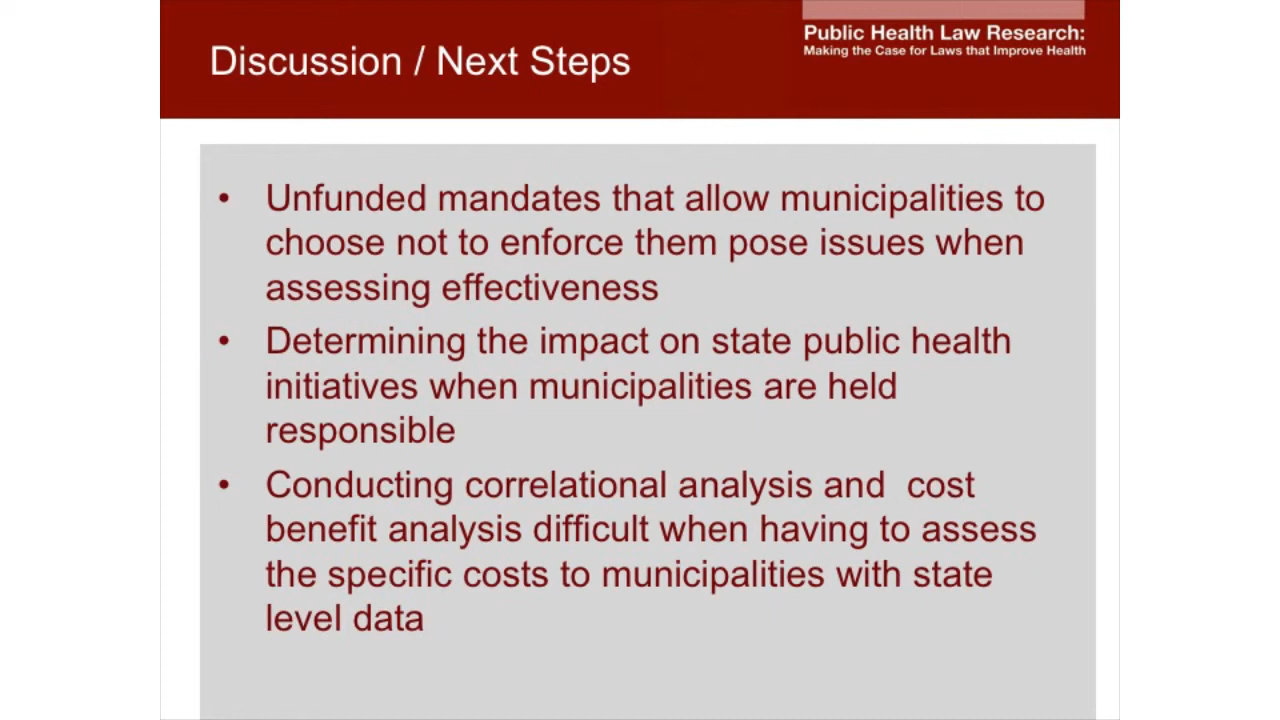 Discussion / Next Steps
Public Health Law Research:
Making the Case for Laws that Improve Health
• Unfunded mandates that allow municipalities to
choose not to enforce them pose issues when
assessing effectiveness
• Determining the impact on state public health
initiatives when municipalities are held
responsible
• Conducting correlational analysis and  cost
benefit analysis difficult when having to assess
the specific costs to municipalities with state
level data